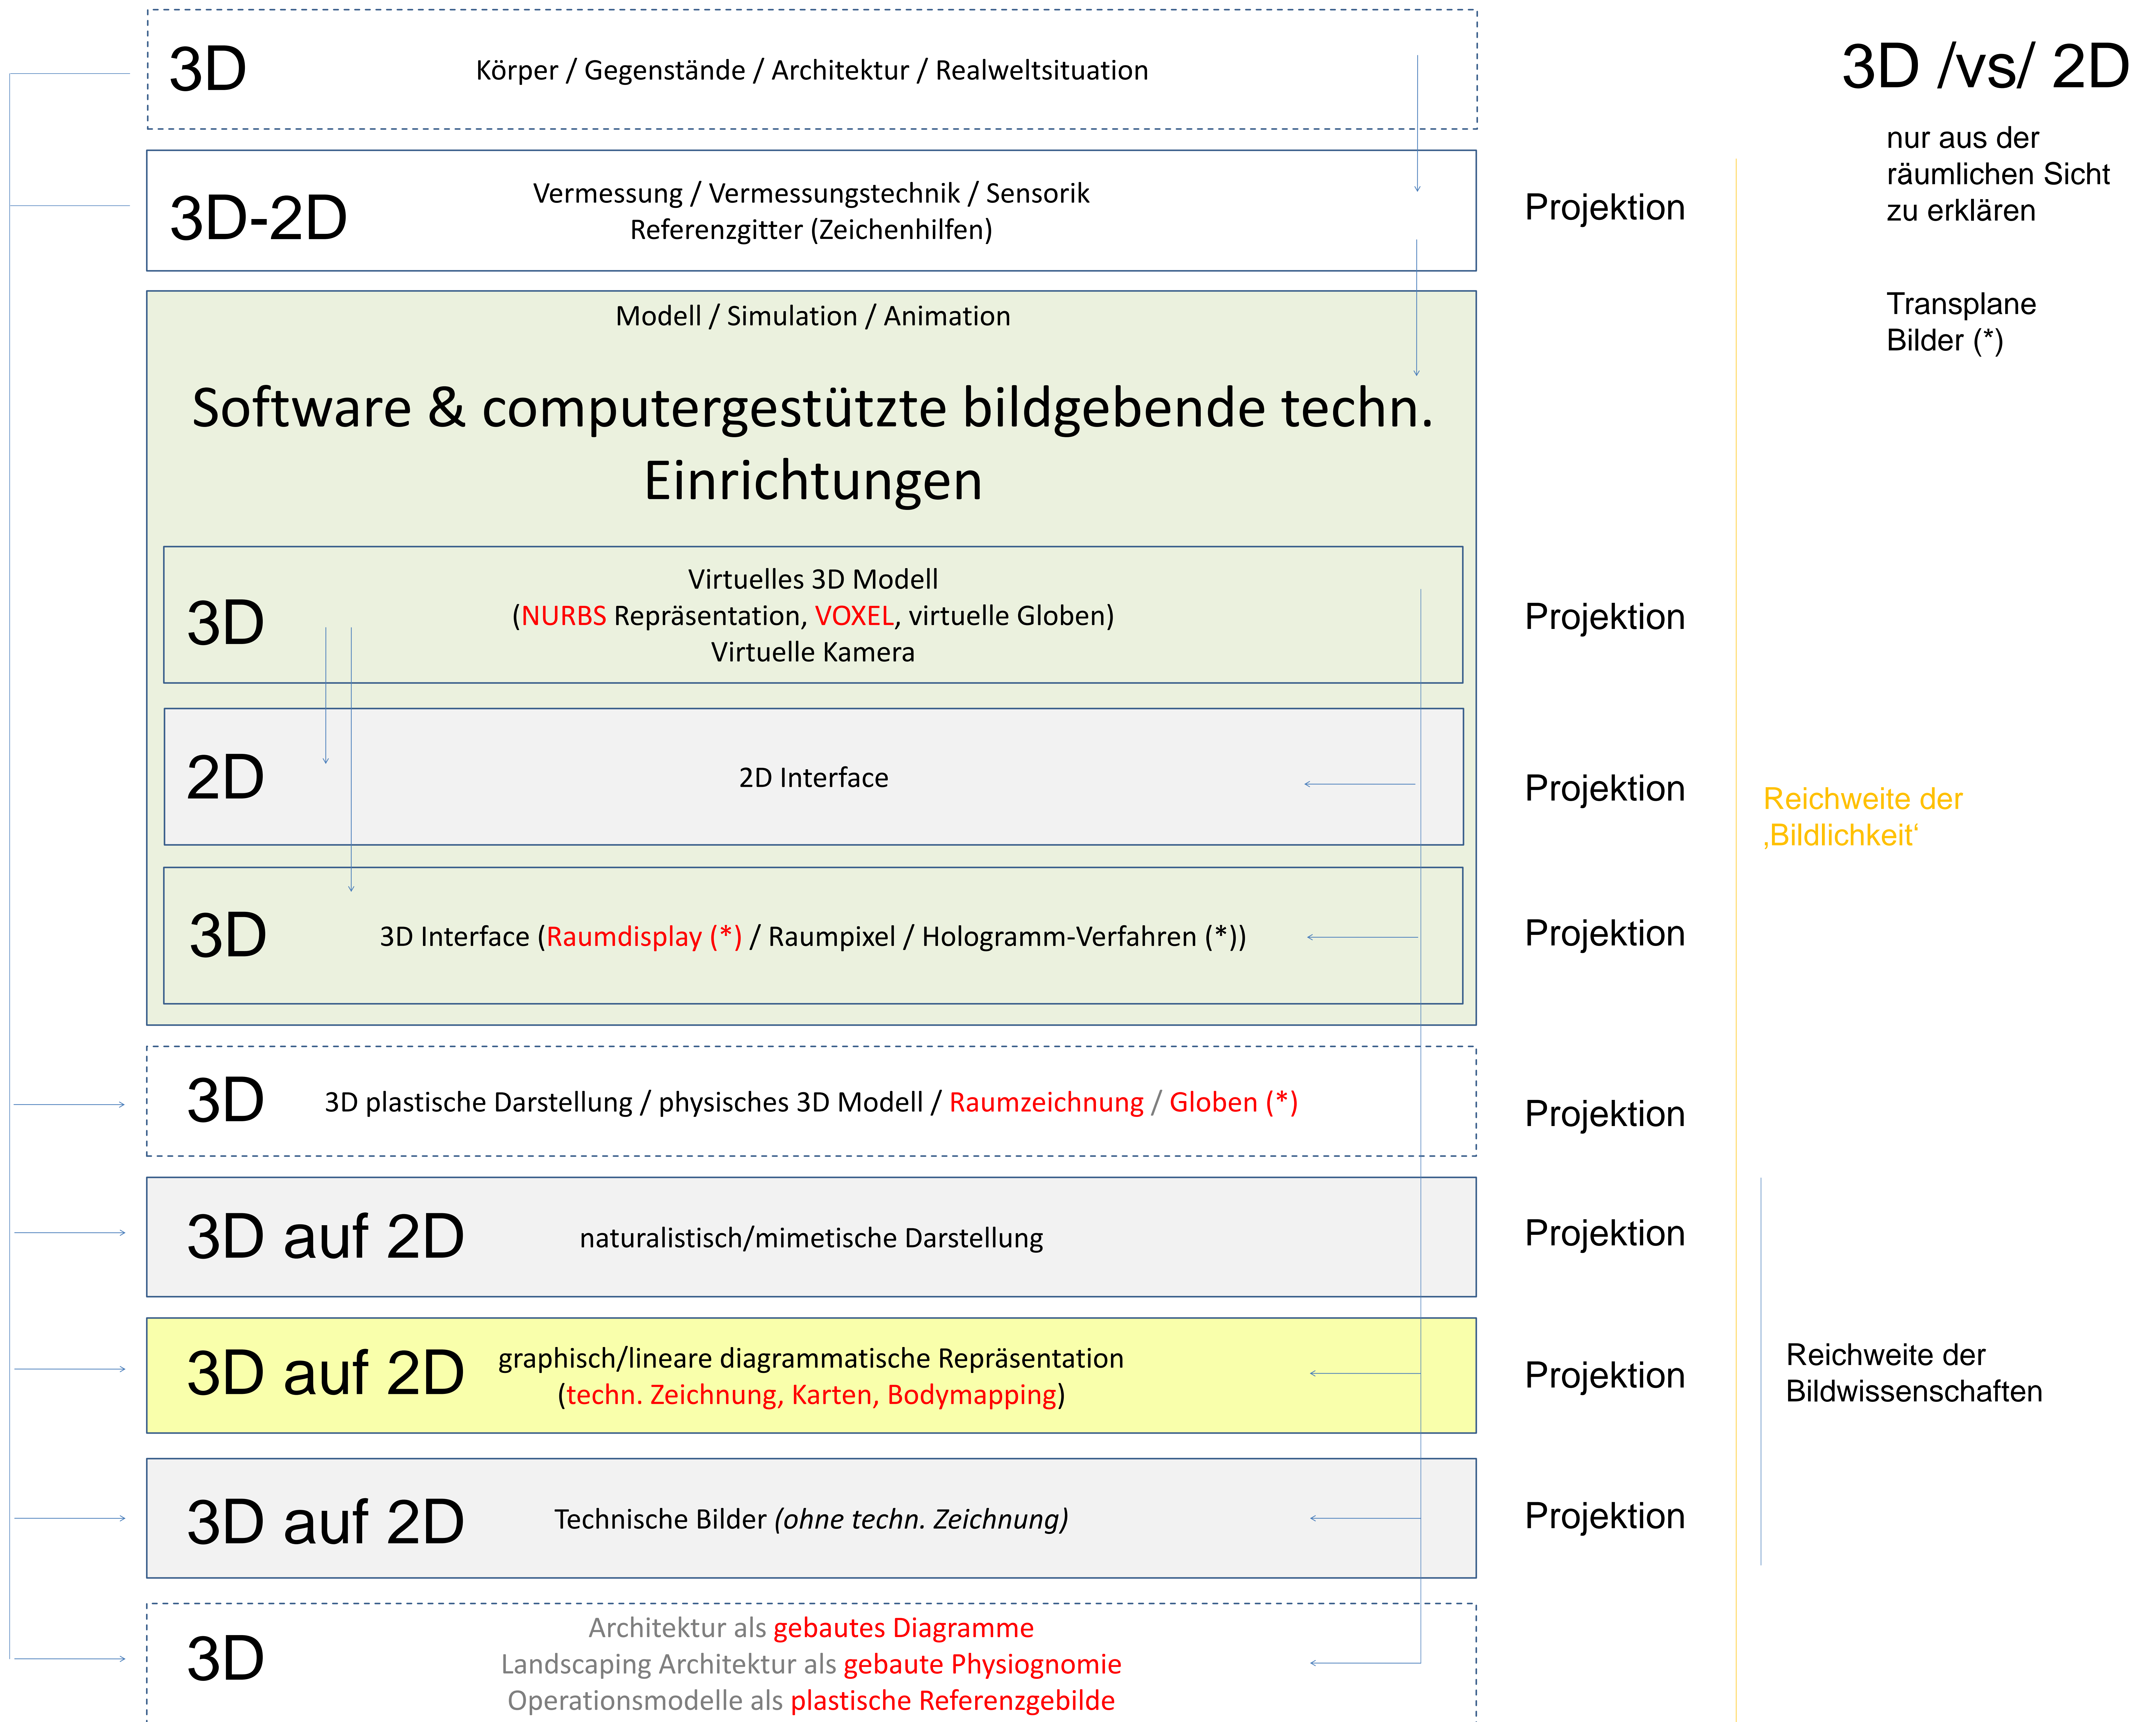 3D
Körper / Gegenstände / Architektur / Realweltsituation
3D /vs/ 2D
nur aus der
räumlichen Sicht
zu erklären
3D-2D
Vermessung / Vermessungstechnik / Sensorik
Referenzgitter (Zeichenhilfen)
Projektion
Transplane
Bilder (*)
Modell / Simulation / Animation
Software & computergestützte bildgebende techn.
Einrichtungen
3D
Virtuelles 3D Modell
(NURBS Repräsentation, VOXEL, virtuelle Globen)
Virtuelle Kamera
Projektion
2D
2D Interface
Projektion
Reichweite der
‚Bildlichkeit‘
3D
3D Interface (Raumdisplay (*) / Raumpixel / Hologramm-Verfahren (*))
Projektion
3D
3D plastische Darstellung / physisches 3D Modell / Raumzeichnung / Globen (*)
Projektion
3D auf 2D
naturalistisch/mimetische Darstellung
Projektion
3D auf 2D
graphisch/lineare diagrammatische Repräsentation
(techn. Zeichnung, Karten, Bodymapping)
Projektion
Reichweite der
Bildwissenschaften
3D auf 2D
Technische Bilder (ohne techn. Zeichnung)
Projektion
3D
Architektur als gebautes Diagramme
Landscaping Architektur als gebaute Physiognomie
Operationsmodelle als plastische Referenzgebilde